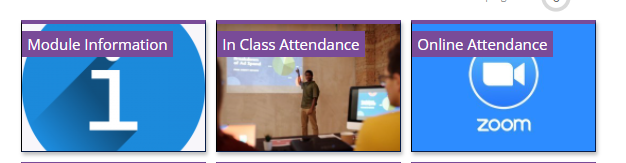 Module Information
In Class Attendance
Online Attendance
zoom